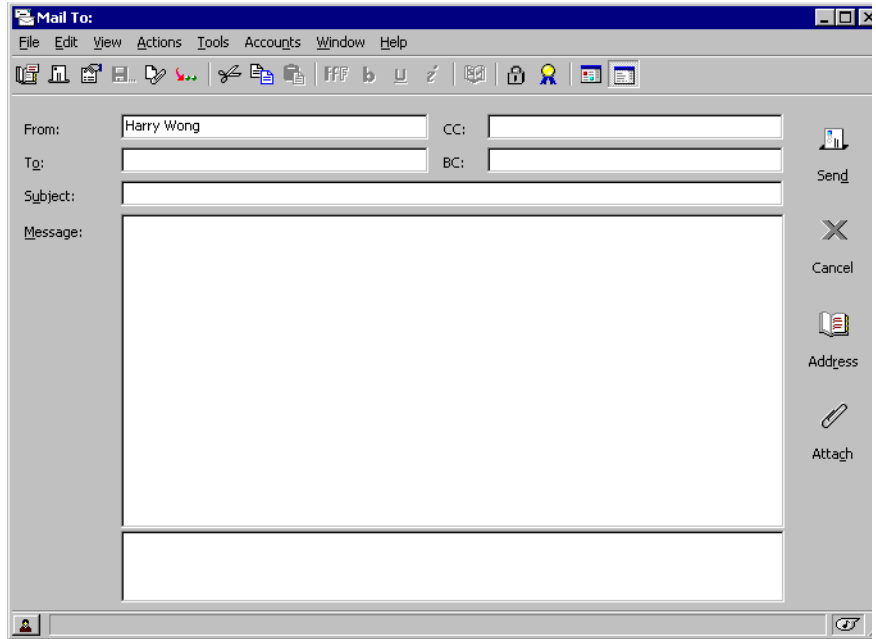 Mail To:
File Edit View Actions Tools Accounts Window Help
FfF b u i
From: Harry Wong CC:
To: BC:
Subject:
Message:
Send
Cancel
Address
Attach